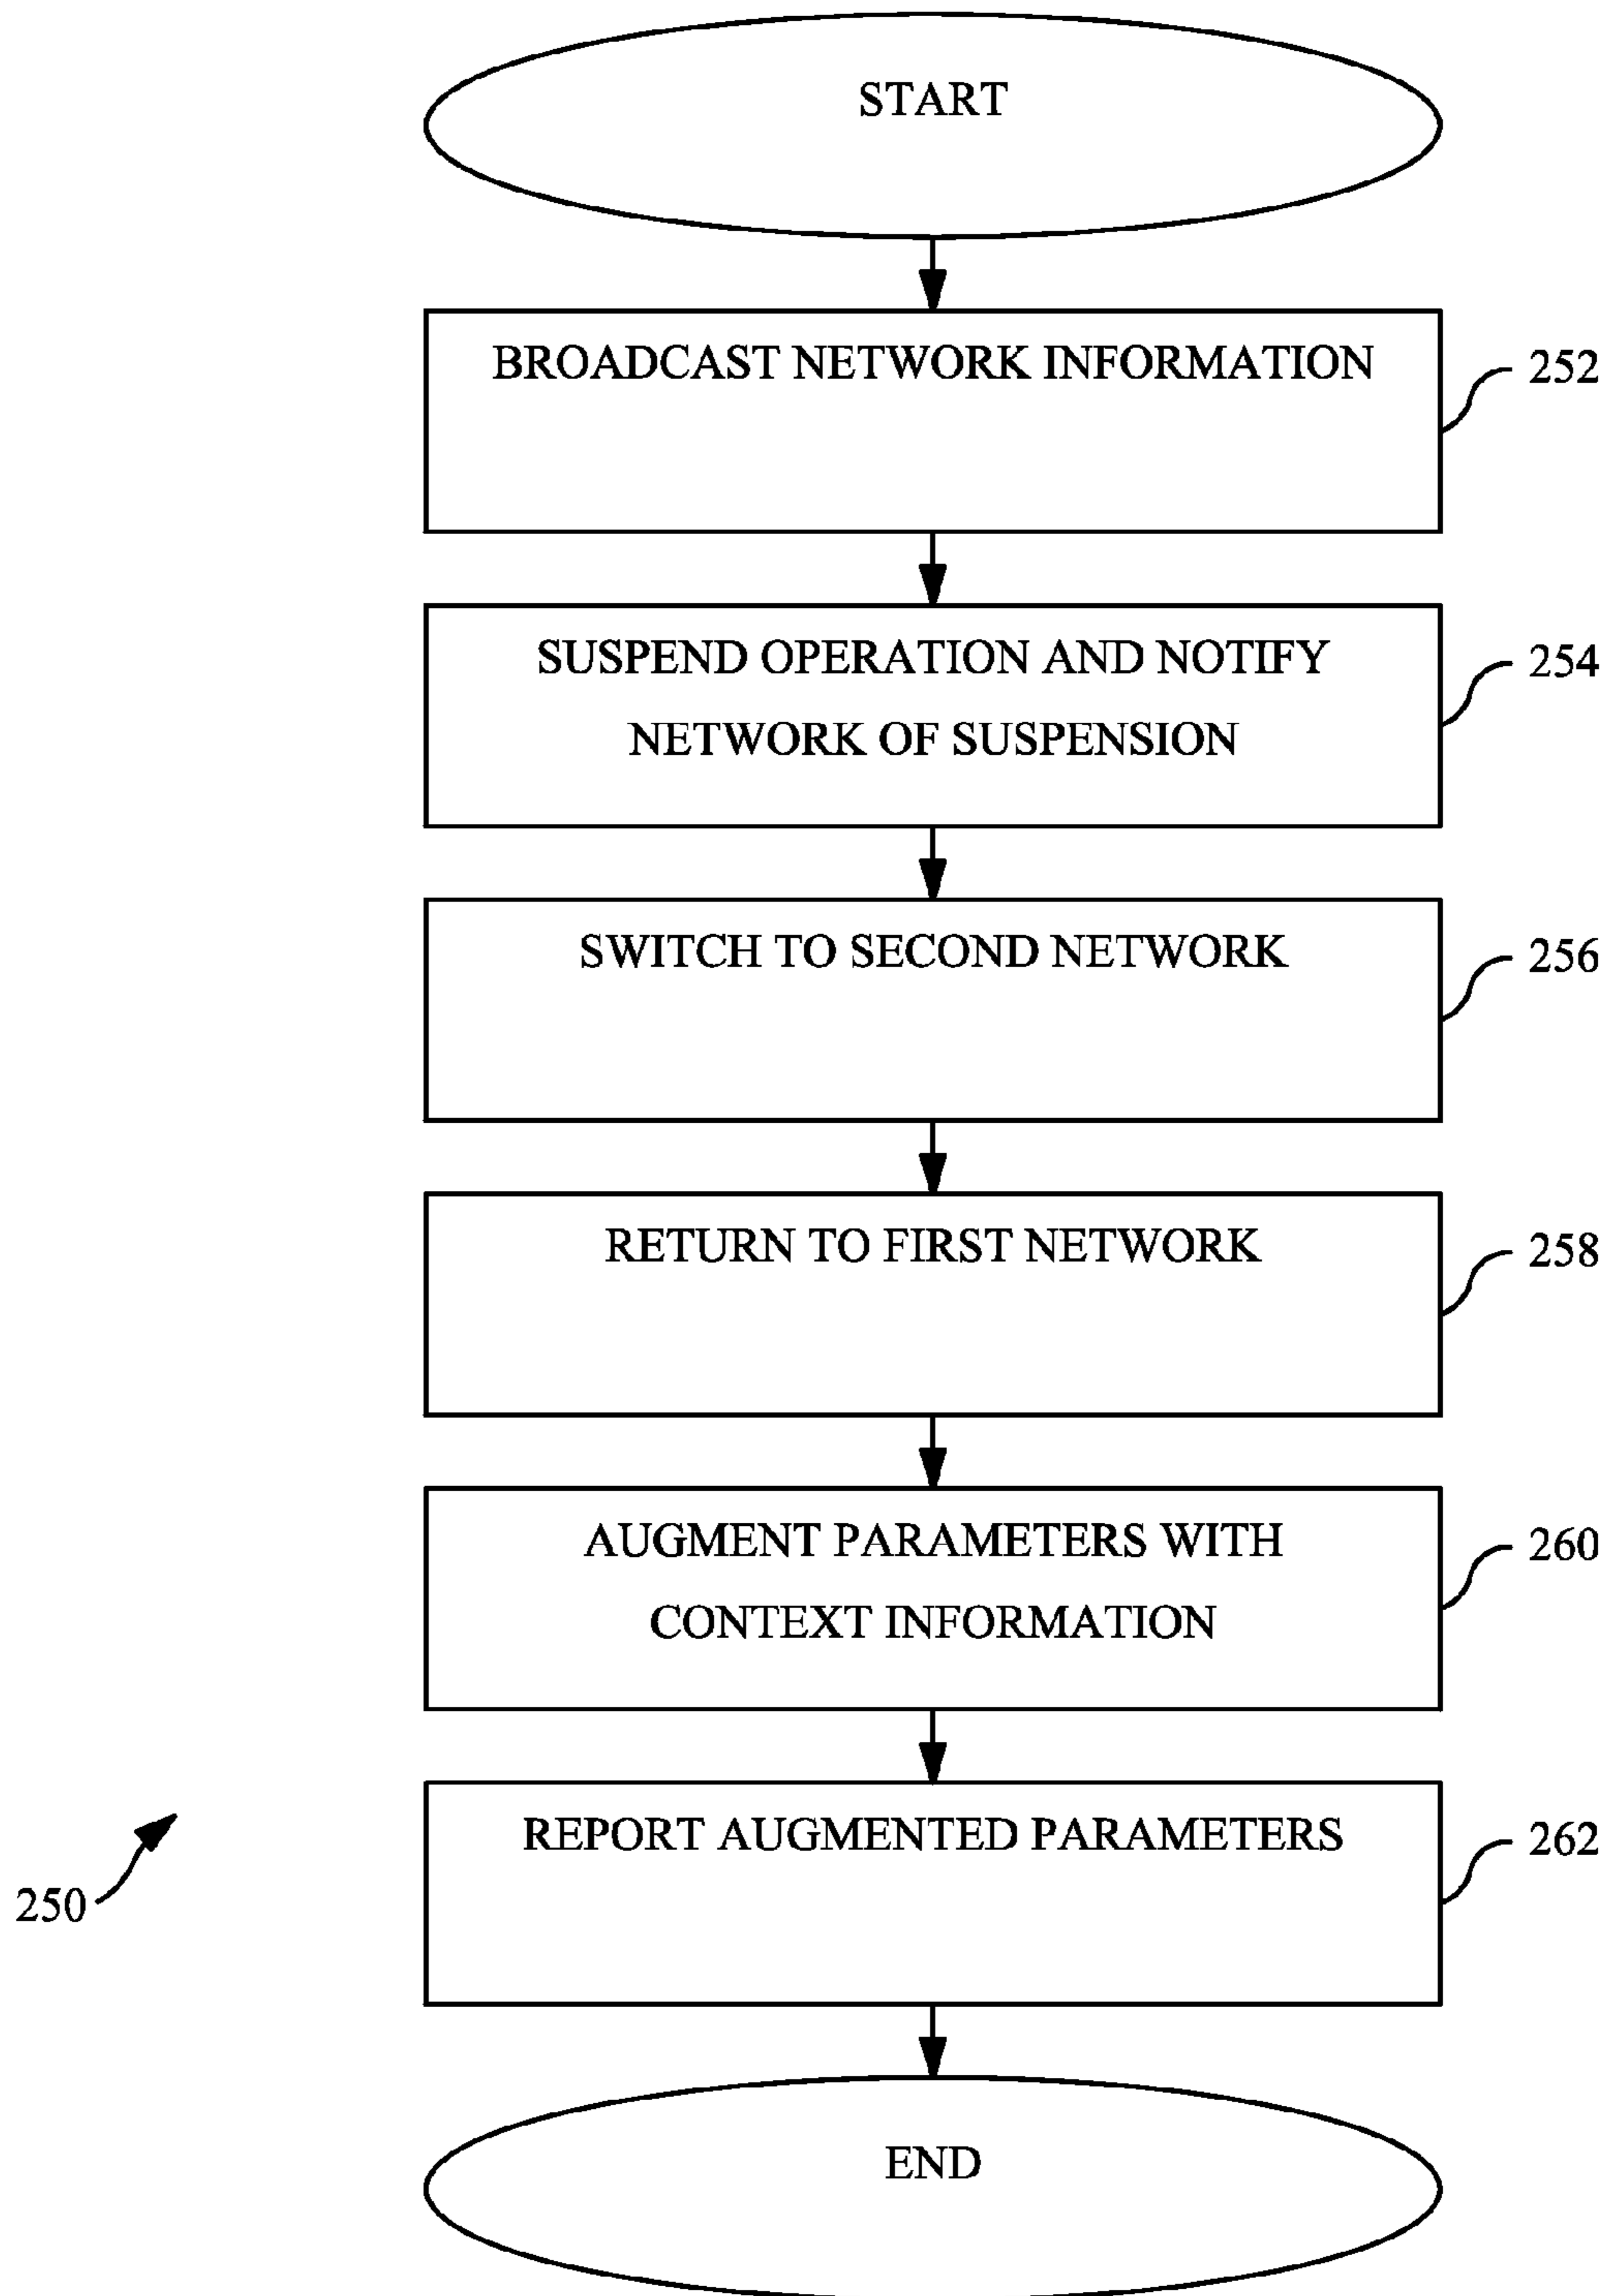 START
BROADCAST NETWORK INFORMATION
252
SUSPEND OPERATION AND NOTIFY
NETWORK OF SUSPENSION
254
SWITCH TO SECOND NETWORK
256
RETURN TO FIRST NETWORK
258
AUGMENT PARAMETERS WITH
CONTEXT INFORMATION
260
REPORT AUGMENTED PARAMETERS
262
250
END